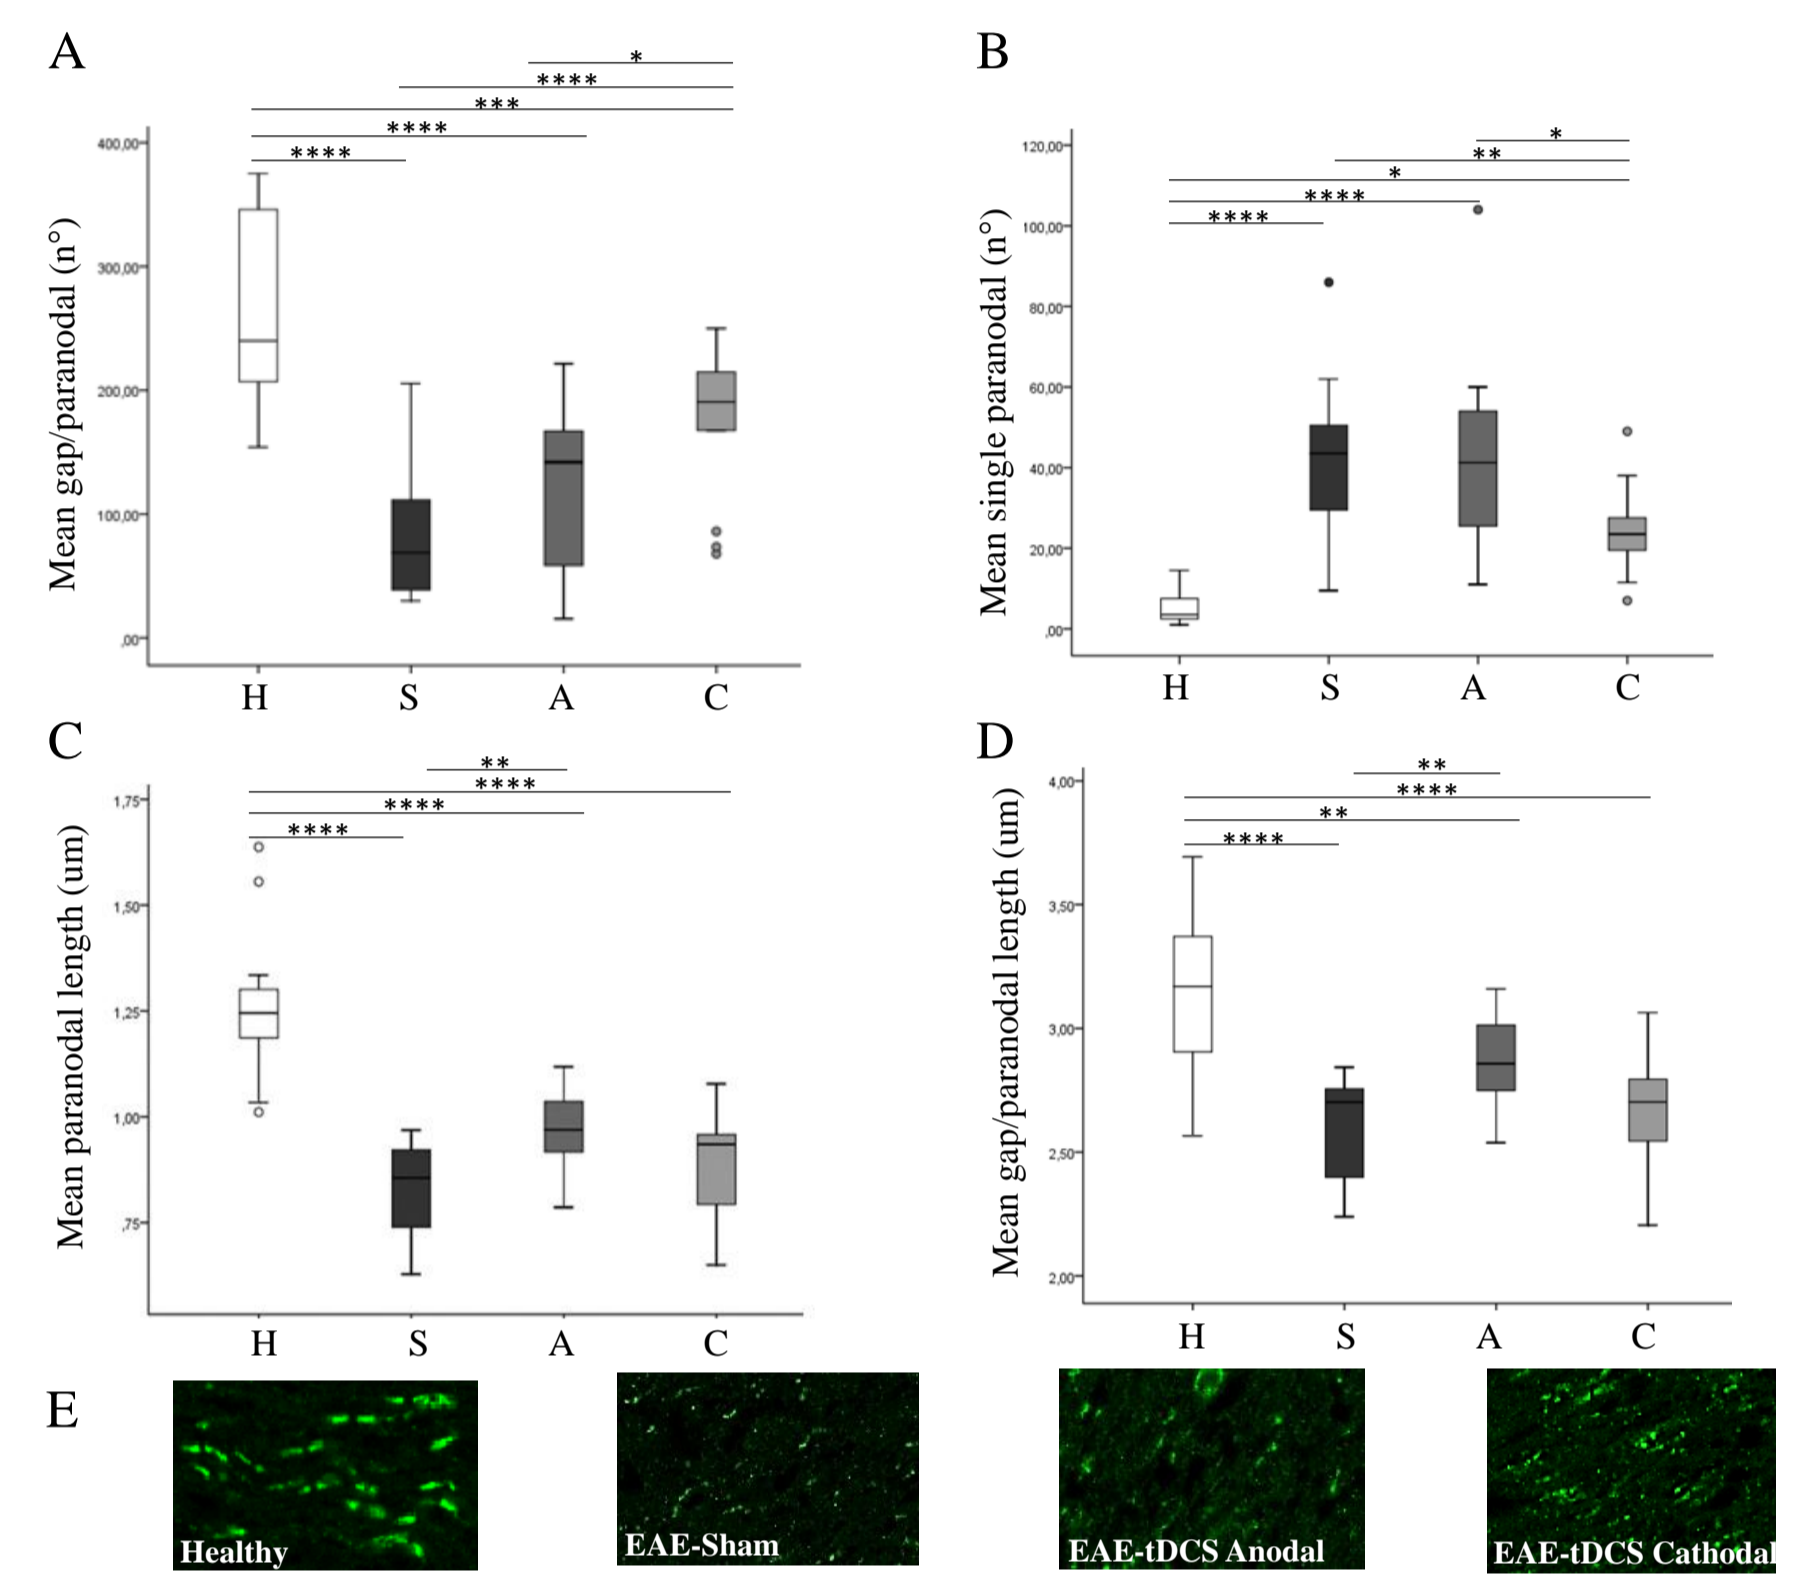 A
*
****
***
****
****
400,00
300,00
200,00
100,00
,00
Mean gap/paranodal (n°)
H S A C
B
*
**
*
****
****
120,00
100,00
80,00
60,00
40,00
20,00
,00
Mean single paranodal (n°)
H S A C
C
**
****
****
****
1,75
1,50
1,25
1,00
,75
Mean paranodal length (um)
H S A C
D
**
****
**
****
4,00
3,50
3,00
2,50
2,00
Mean gap/paranodal length (um)
H S A C
E
Healthy
EAE-Sham
EAE-tDCS Anodal
EAE-tDCS Cathodal